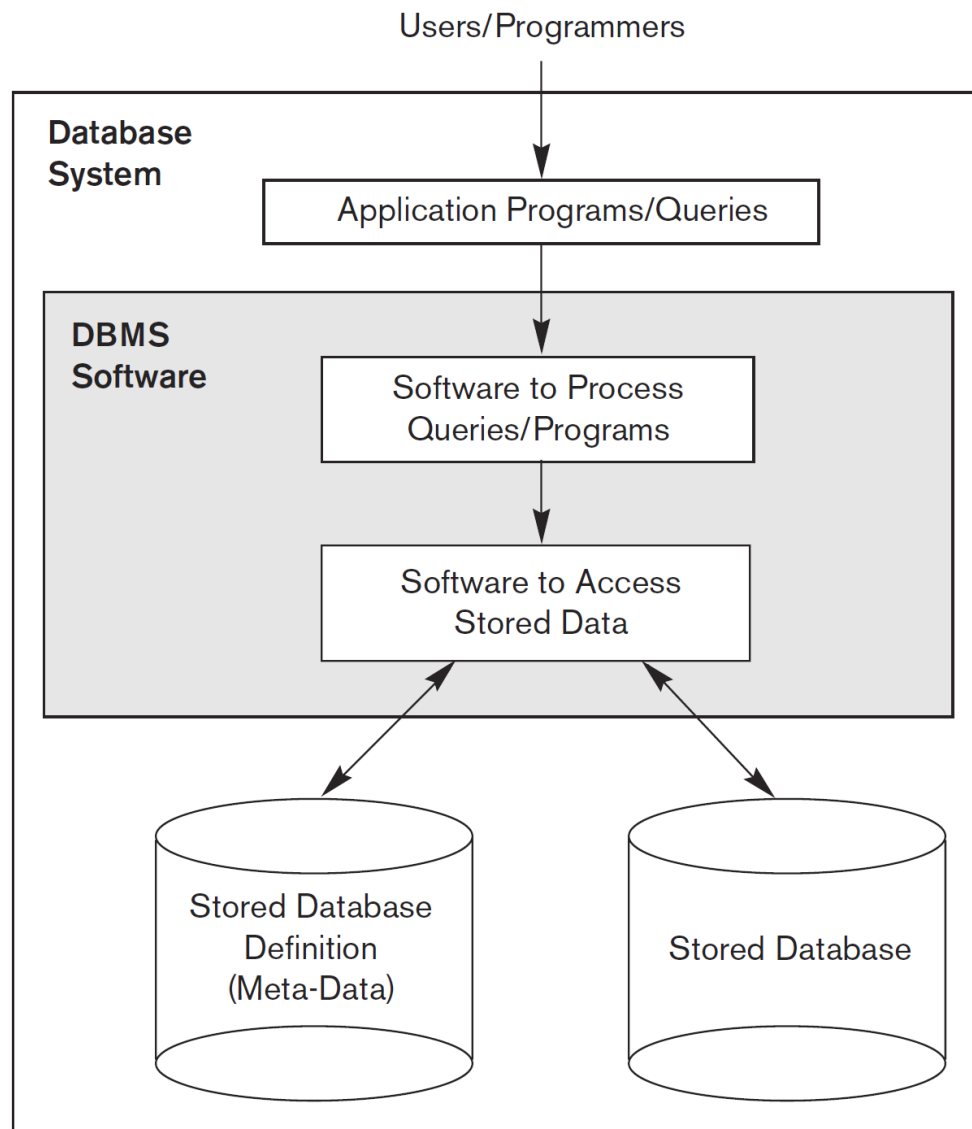 Users/Programmers
Database
System
Application Programs/Queries
DBMS
Software
Software to Process
Queries/Programs
Software to Access
Stored Data
Stored Database
Definition
(Meta-Data)
Stored Database